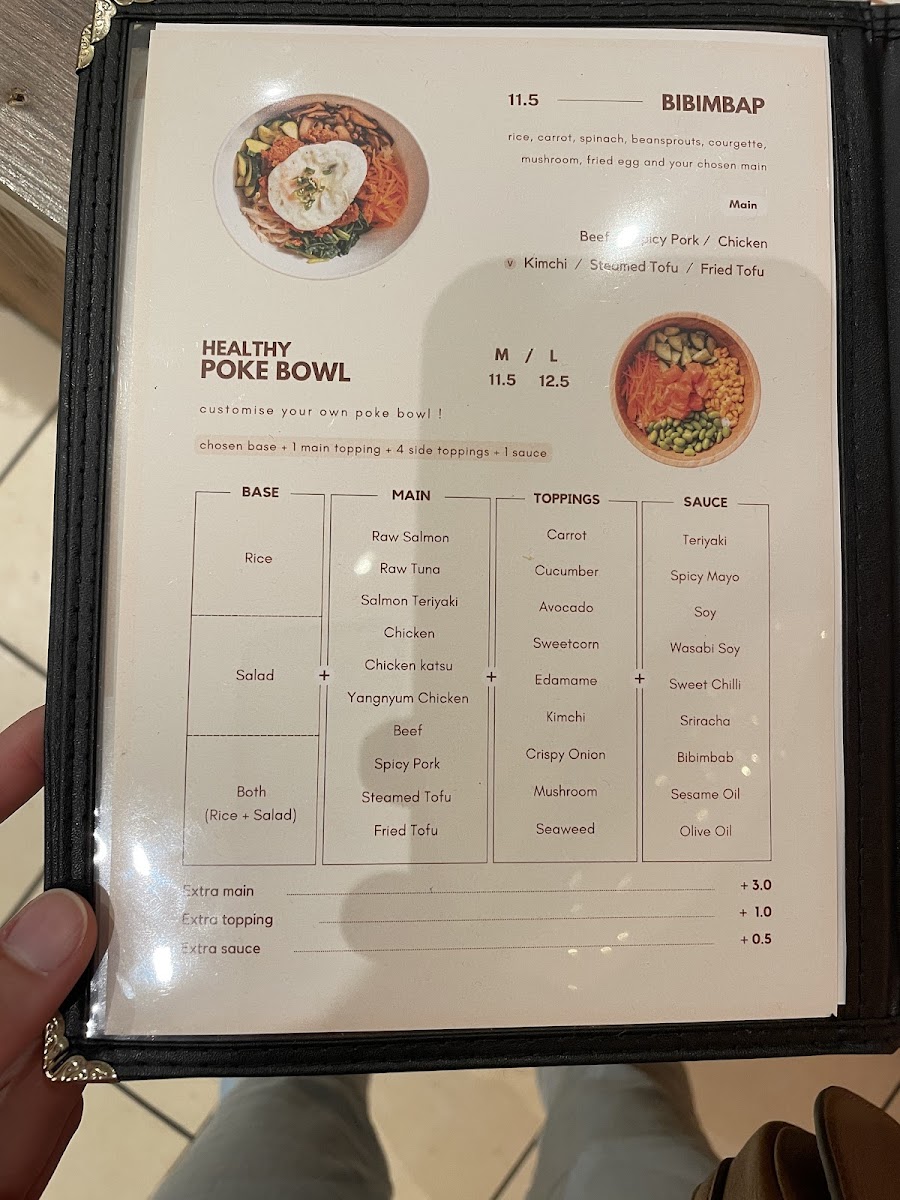 11.5 BIBIMBAP
rice, carrot, spinach, beansprouts, courgette,
mushroom, fried egg and your chosen main
Main
Beef Pork / Chicken
V Kimchi / Steamed Tofu / Fried Tofu
HEALTHY
POKE BOWL
M / L
11.5 12.5
customise your own poke bowl !
chosen base + 1 main topping + 4 side toppings + 1 sauce
BASE
Rice
Salad
Both
(Rice + Salad)
+
MAIN
Raw Salmon
Raw Tuna
Salmon Teriyaki
Chicken
Chicken katsu
Yangnyum Chicken
Beef
Spicy Pork
Steamed Tofu
Fried Tofu
+
TOPPINGS
Carrot
Cucumber
Avocado
Sweetcorn
Edamame
Kimchi
Crispy Onion
Mushroom
Seaweed
+
SAUCE
Teriyaki
Spicy Mayo
Soy
Wasabi Soy
Sweet Chilli
Sriracha
Bibimbab
Sesame Oil
Olive Oil
Extra main + 3.0
Extra topping + 1.0
Extra sauce + 0.5